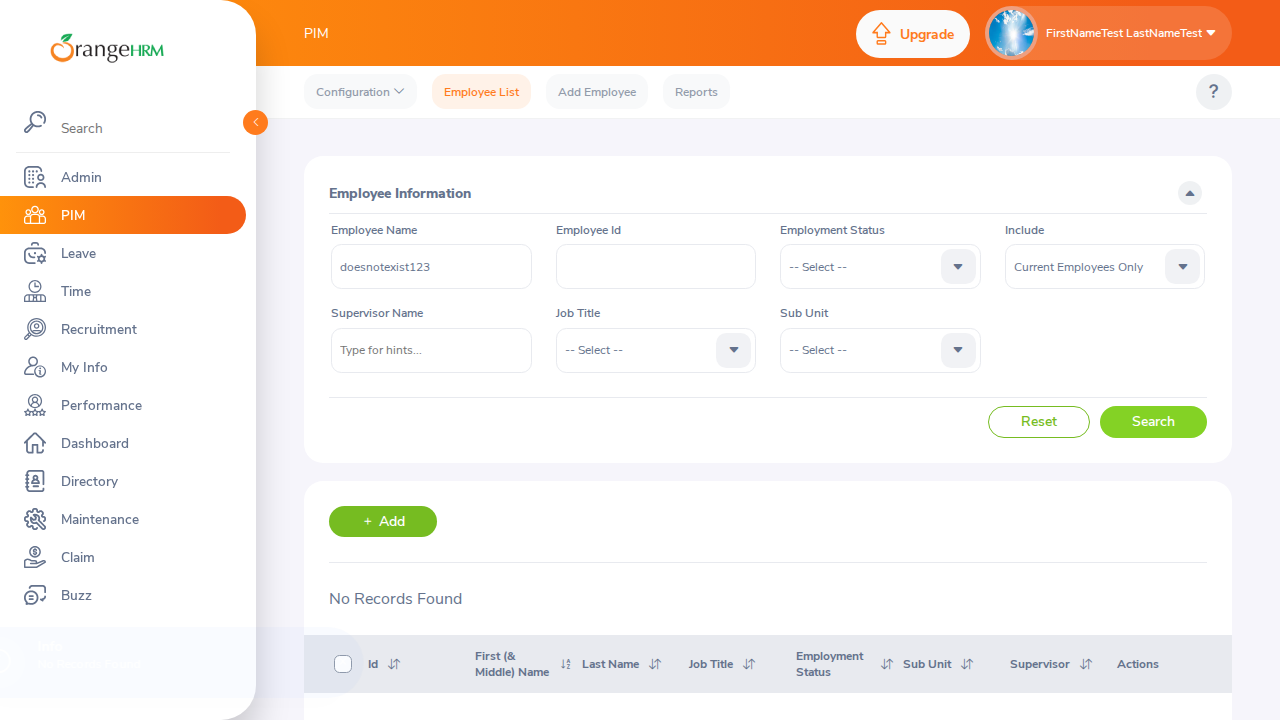 OrangeHRM
PIM
Upgrade
FirstNameTest LastNameTest
Configuration
Employee List
Add Employee
Reports
?
Search
Admin
PIM
Leave
Time
Recruitment
My Info
Performance
Dashboard
Directory
Maintenance
Claim
Buzz
Employee Information
Employee Name
Employee Id
Employment Status
Include
doesnotexist123
-- Select --
Current Employees Only
Supervisor Name
Job Title
Sub Unit
Type for hints...
-- Select --
-- Select --
Reset
Search
+ Add
No Records Found
Id
First (&
Middle) Name
Last Name
Job Title
Employment
Status
Sub Unit
Supervisor
Actions